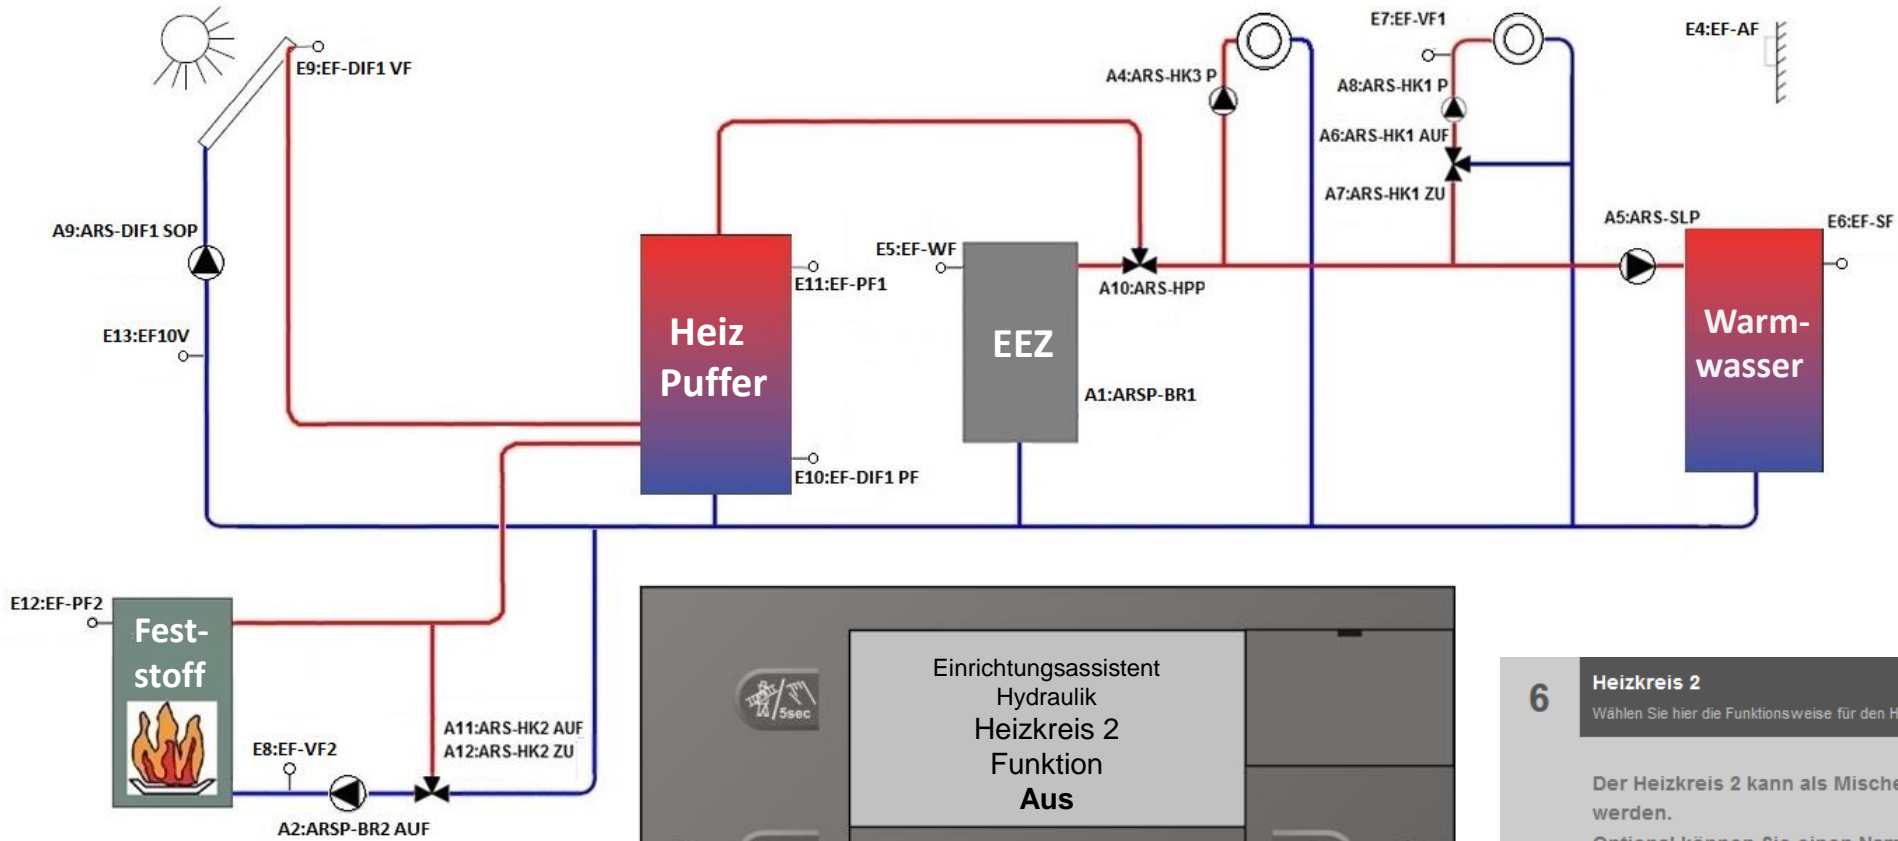 E9:EF-DIF1 VF
A9:ARS-DIF1 SOP
E13:EF10V
A4:ARS-HK3 P
E7:EF-VF1
A8:ARS-HK1 P
A6:ARS-HK1 AUF
A7:ARS-HK1 ZU
E4:EF-AF
A5:ARS-SLP
E6:EF-SF
E5:EF-WF
E11:EF-PF1
A10:ARS-HPP
Heiz
Puffer
EEZ
Warm-
wasser
A1:ARSP-BR1
E10:EF-DIF1 PF
E12:EF-PF2
Fest-
stoff
A11:ARS-HK2 AUF
A12:ARS-HK2 ZU
E8:EF-VF2
A2:ARSP-BR2 AUF
5sec
Einrichtungsassistent
Hydraulik
Heizkreis 2
Funktion
Aus
6
Heizkreis 2
Wählen Sie hier die Funktionsweise für den H
Der Heizkreis 2 kann als Mische
werden.